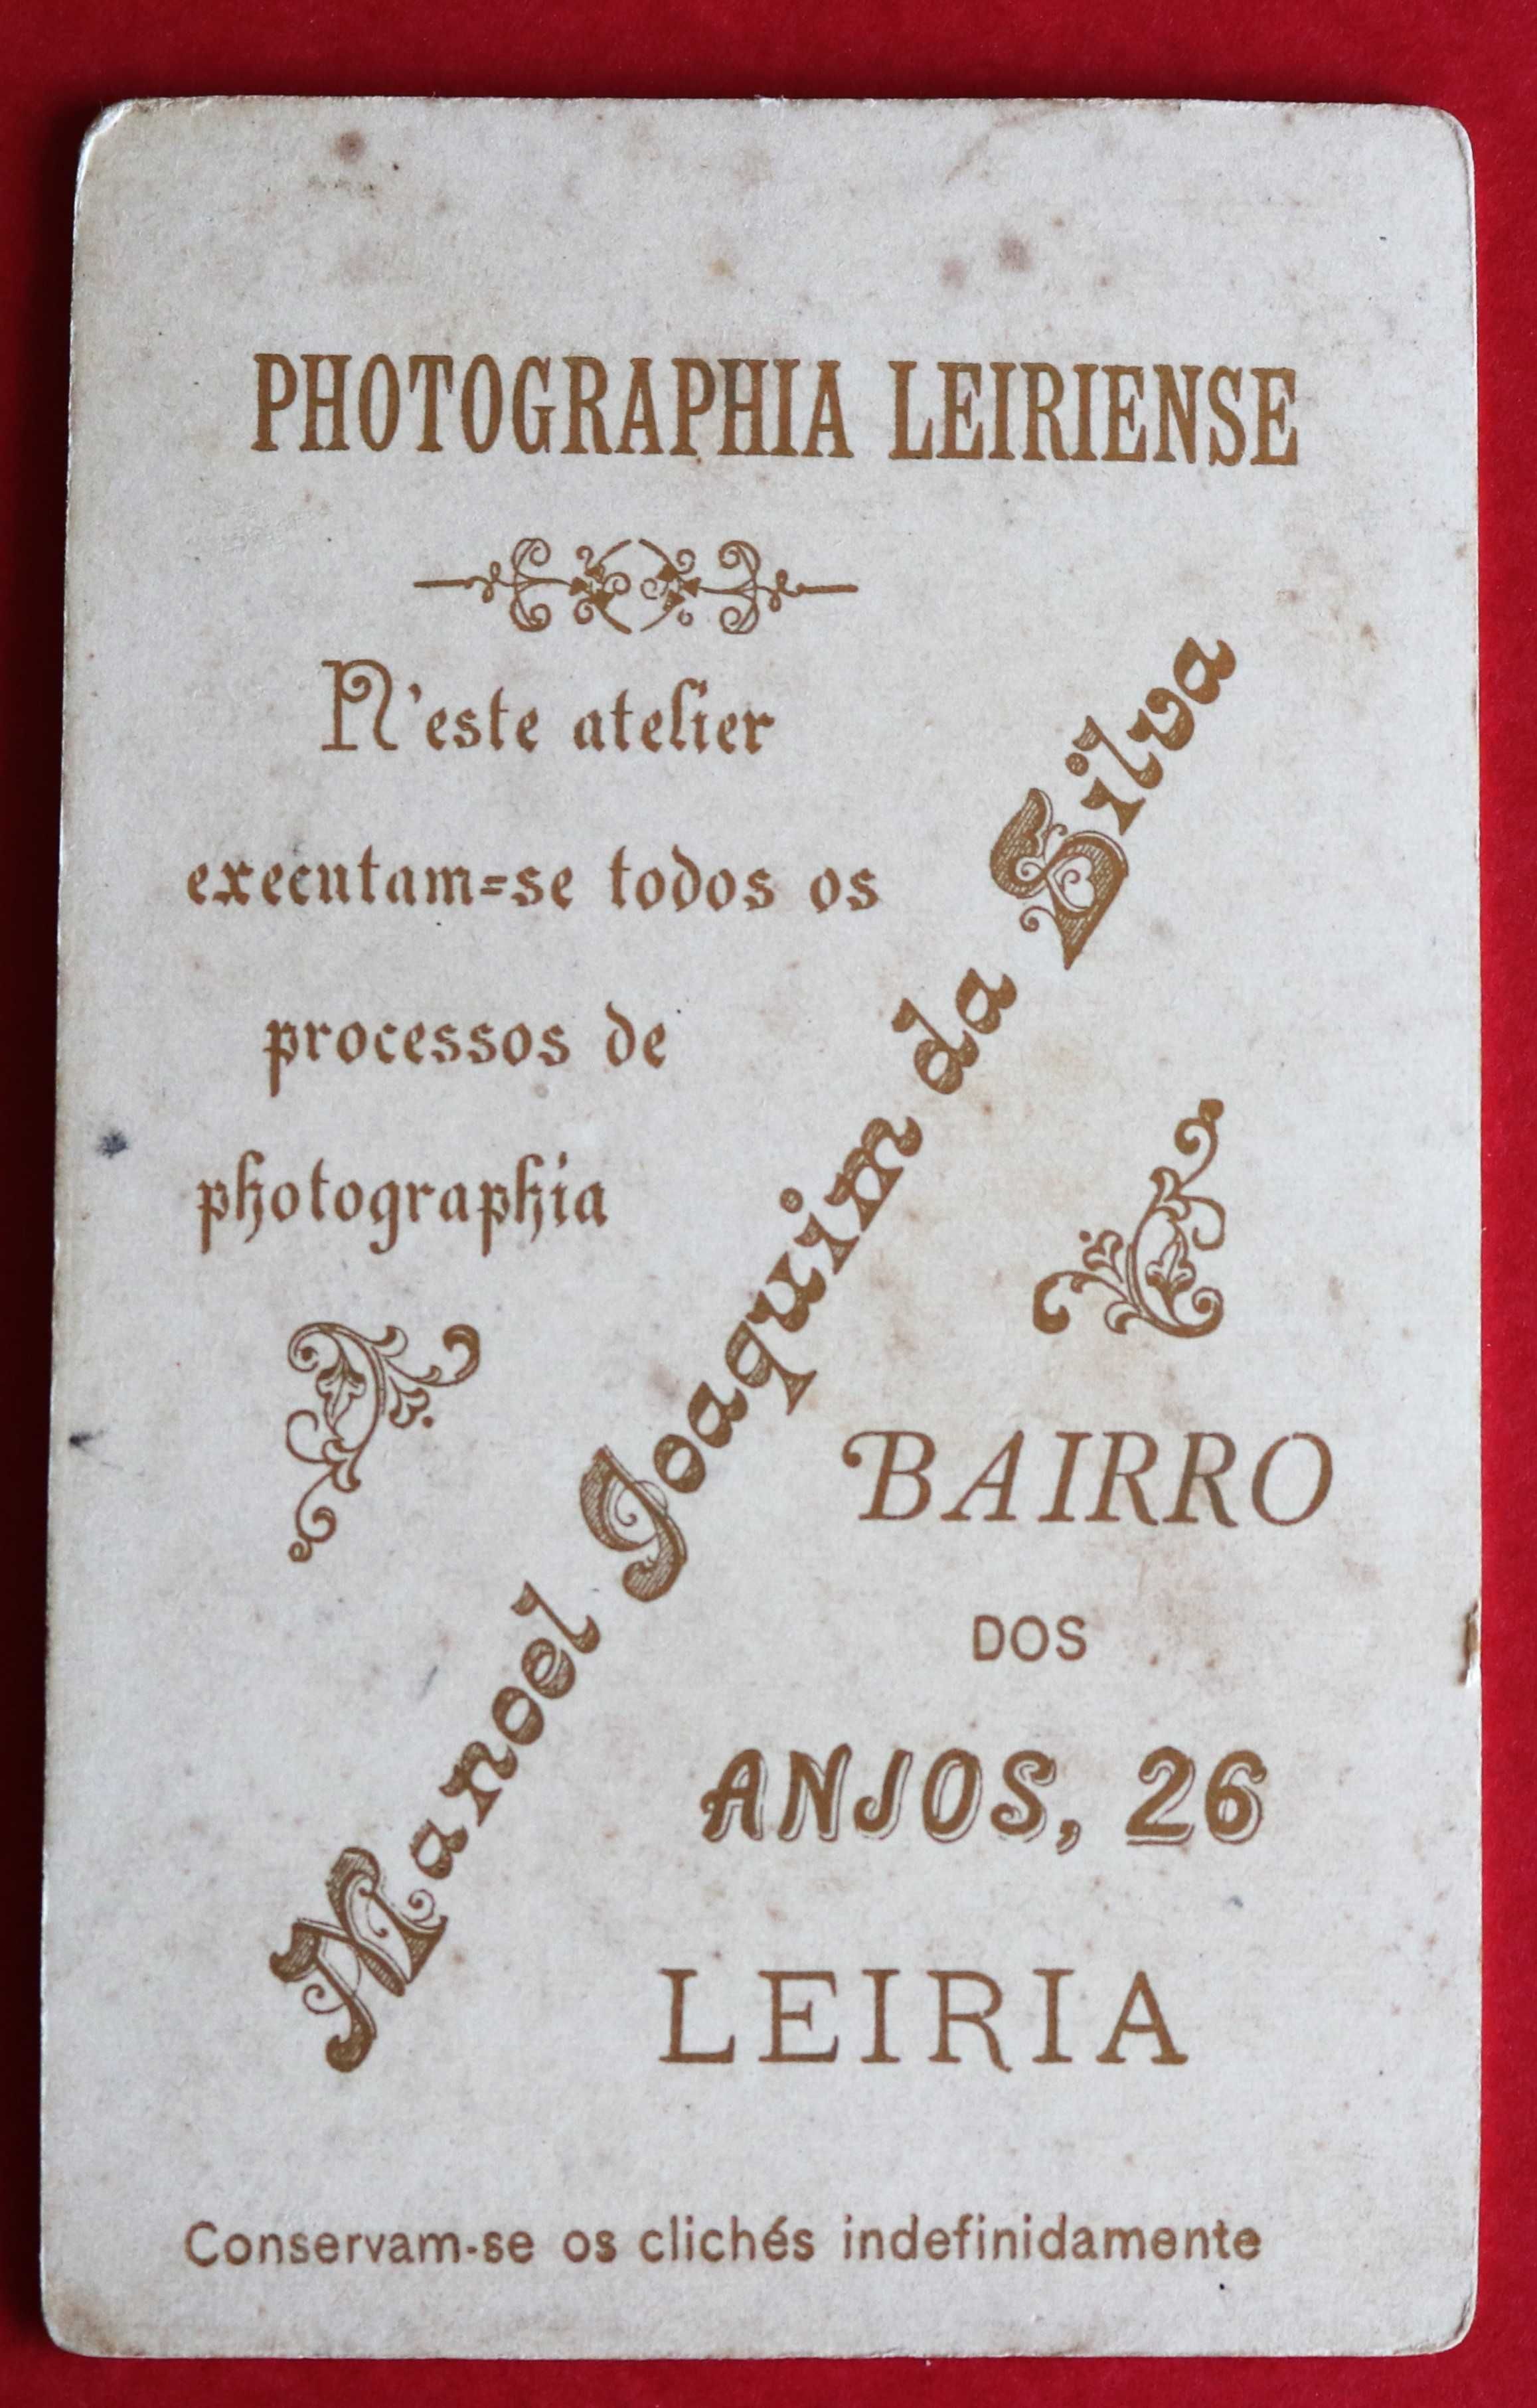 PHOTOGRAPHIA LEIRIENSE
N'este atelier
executam=se todos os
processos de
photographia
Manoel Joaquim da Silva
BAIRRO
DOS
ANJOS, 26
LEIRIA
Conservam-se os clichés indefinidamente